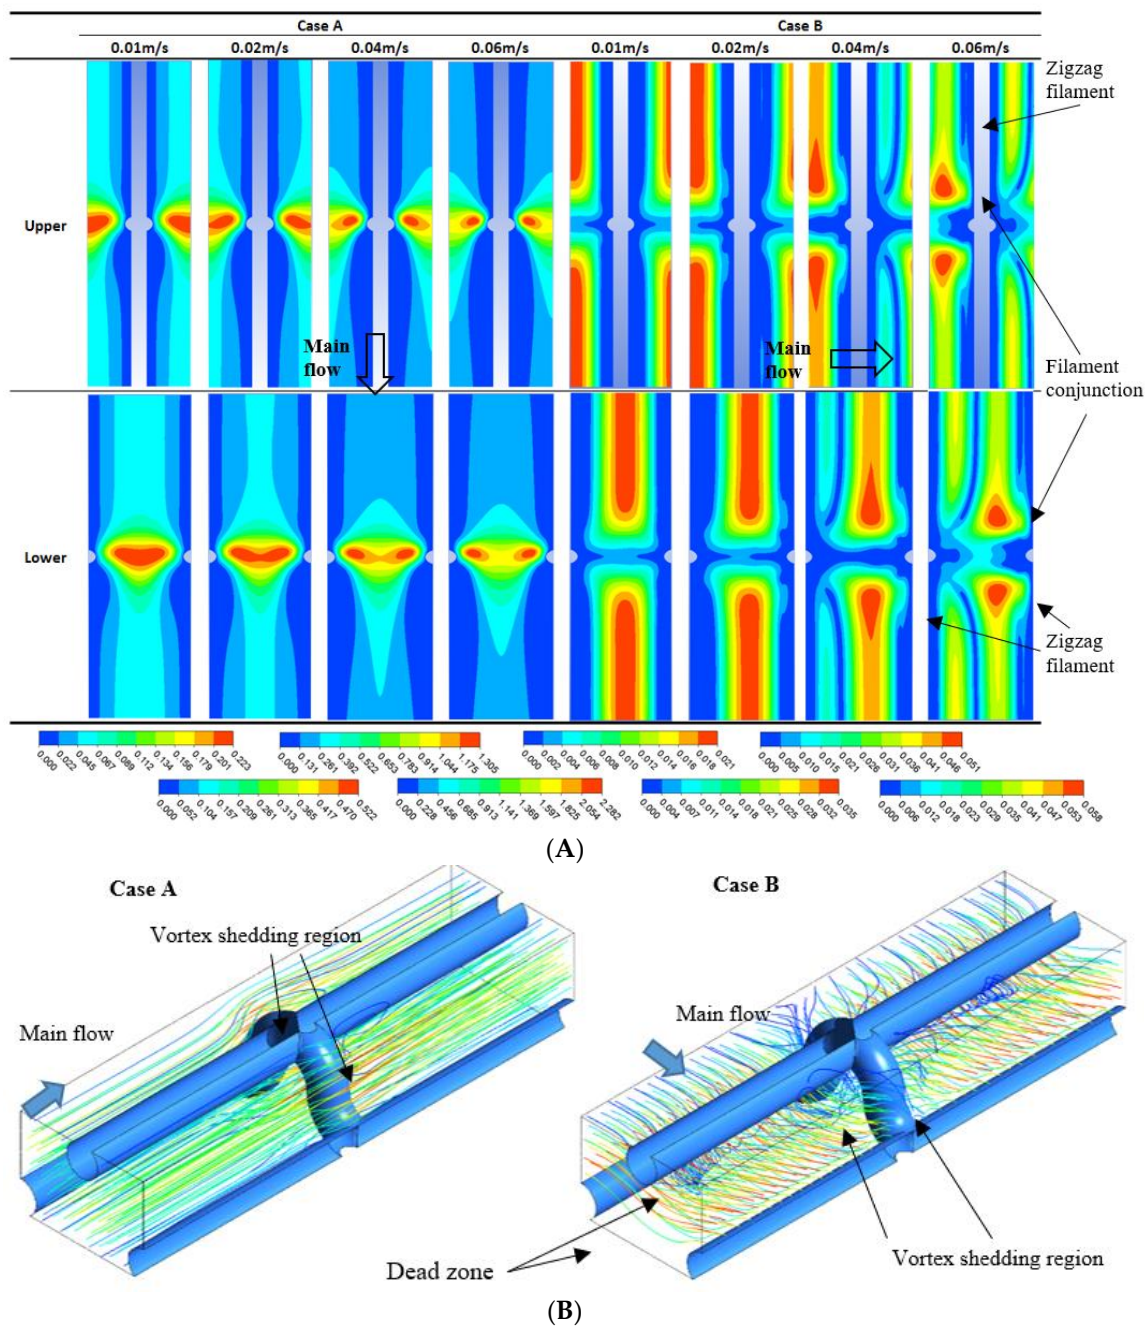 Case A Case B
0.01m/s 0.02m/s 0.04m/s 0.06m/s 0.01m/s 0.02m/s 0.04m/s 0.06m/s
Zigzag
filament
Upper
Main
flow
Main
flow
Filament
conjunction
Lower
Zigzag
filament
0.000 0.022 0.045 0.067 0.089 0.112 0.134 0.156 0.179 0.201 0.223
0.000 0.131 0.261 0.392 0.522 0.653 0.783 0.914 1.044 1.175 1.305
0.000 0.002 0.004 0.006 0.009 0.010 0.012 0.014 0.016 0.018 0.021
0.000 0.005 0.010 0.015 0.021 0.026 0.031 0.036 0.041 0.046 0.051
0.000 0.052 0.104 0.157 0.209 0.261 0.313 0.365 0.417 0.470 0.522
0.000 0.228 0.456 0.685 0.913 1.141 1.369 1.597 1.825 2.054 2.282
0.000 0.004 0.007 0.011 0.014 0.018 0.021 0.025 0.028 0.032 0.035
0.000 0.006 0.012 0.018 0.023 0.029 0.035 0.041 0.047 0.053 0.058
(A)
Case A
Vortex shedding region
Main flow
Case B
Main flow
Dead zone
Vortex shedding region
(B)